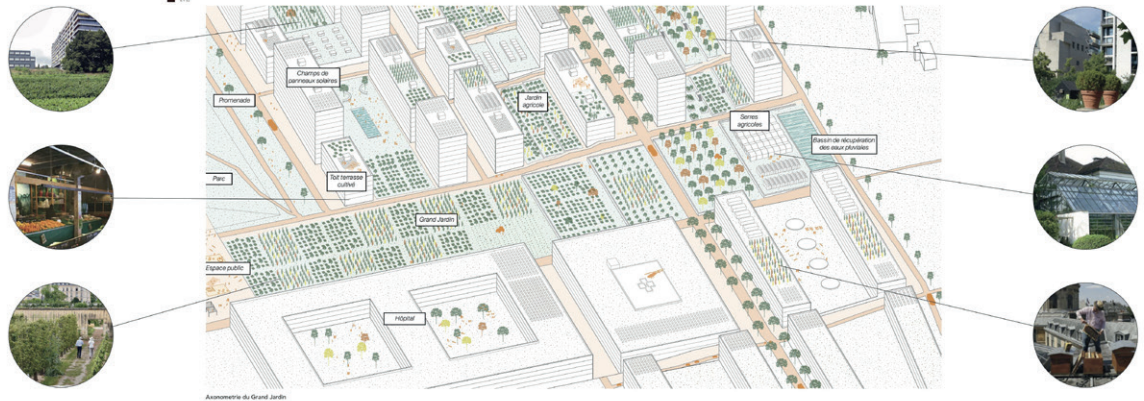 Champs de
panneaux solaires
Promenade
Jardin
agricole
Serres
agricoles
Bassin de récupération
des eaux pluviales
Parc
Toit terrasse
cultivé
Grand Jardin
Espace public
Hôpital
Axonometrie du Grand Jardin